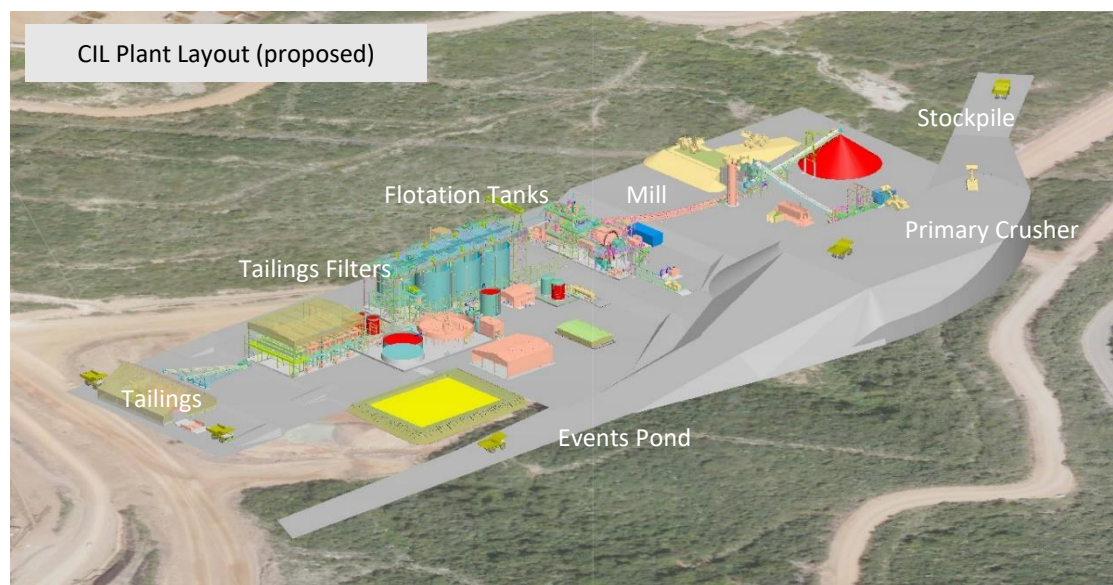 CIL Plant Layout (proposed)
Stockpile
Flotation Tanks
Mill
Primary Crusher
Tailings Filters
Tailings
Events Pond